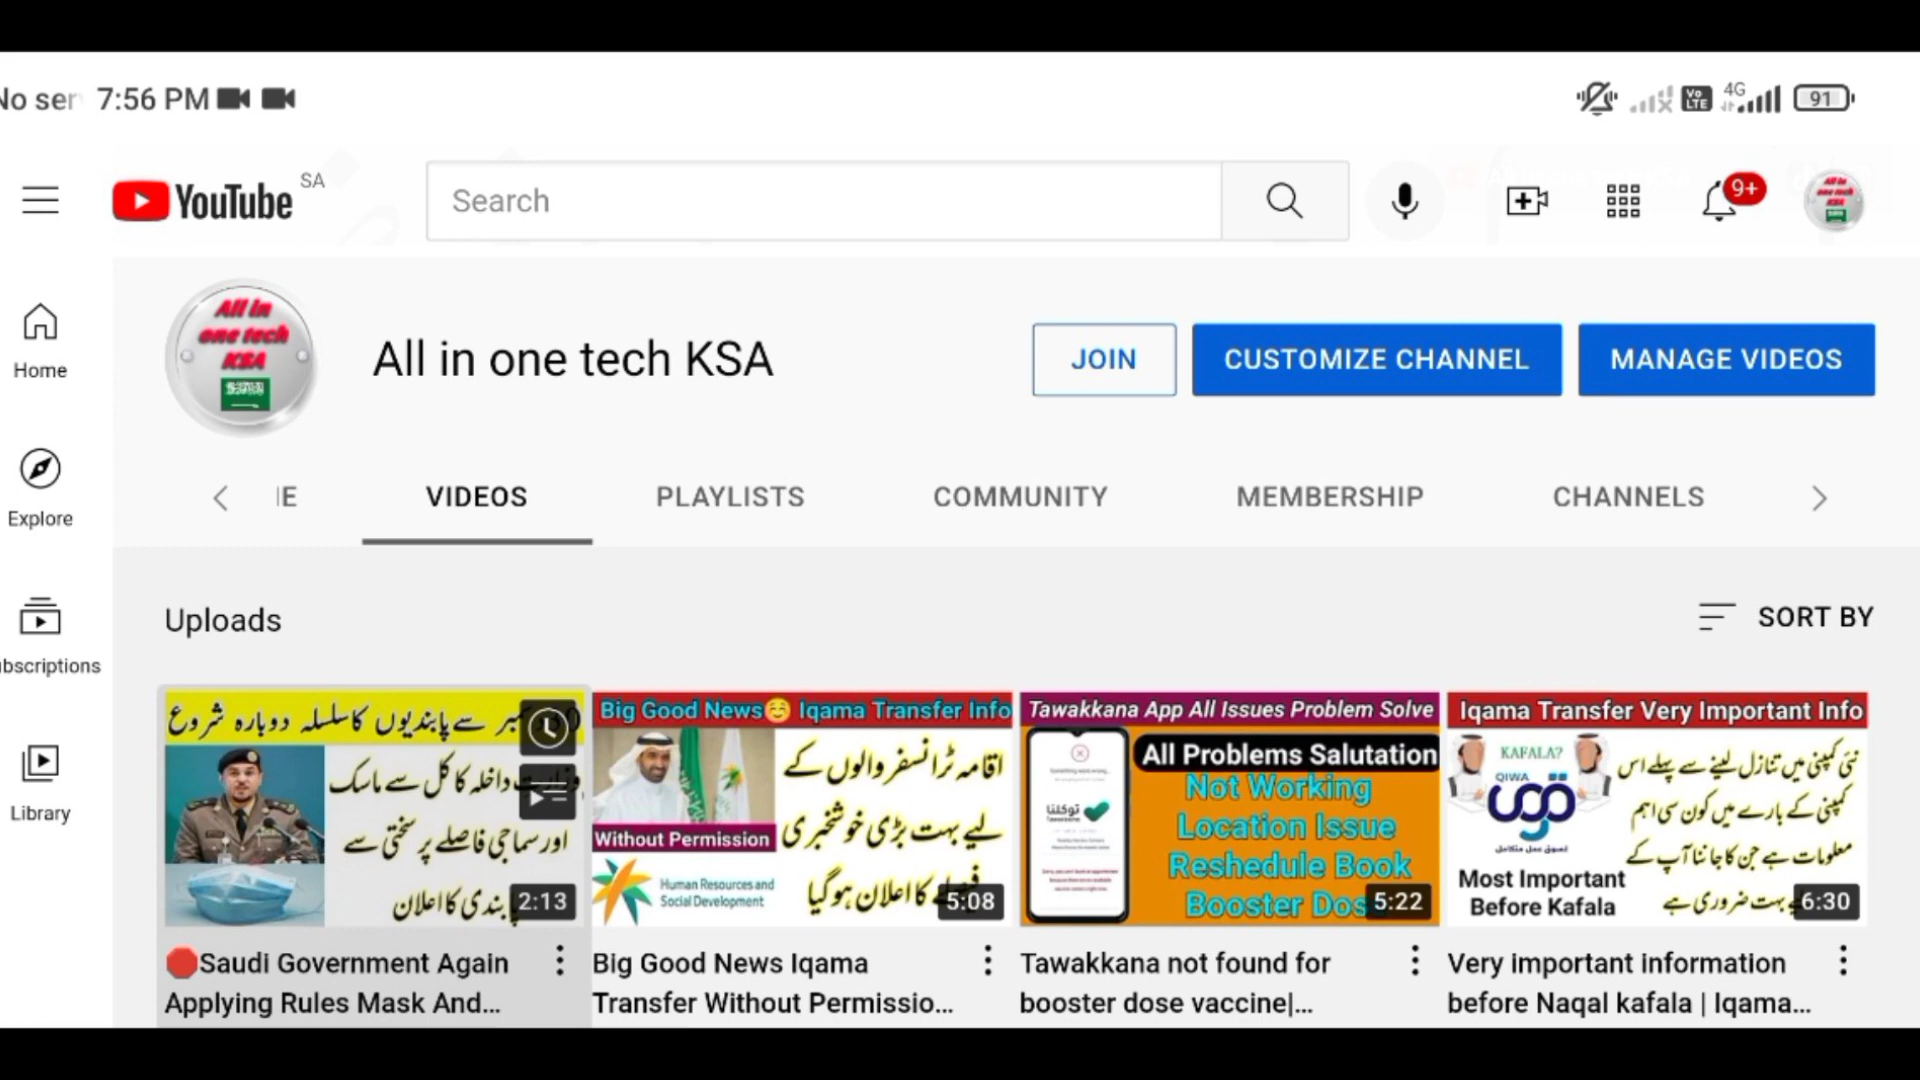 No ser
7:56 PM
Vo LTE
4G
91
YouTube SA
Search
9+
Home
Explore
bscriptions
Library
All in
one tech
KSA
All in one tech KSA
JOIN
CUSTOMIZE CHANNEL
MANAGE VIDEOS
VIDEOS
PLAYLISTS
COMMUNITY
MEMBERSHIP
CHANNELS
Uploads
SORT BY
سے پابندیوں کا سلسلہ دوبارہ شروع
داخلہ کا کل سے ماسک
اور سماجی فاصلے پر سختی سے
پابندی کا اعلان
2:13
🛑Saudi Government Again
Applying Rules Mask And...
Big Good News☺️ Iqama Transfer Info
اقامہ ٹرانسفر والوں کے
لیے بہت بڑی خوشخبری
Without Permission
فیصلے کا اعلان ہوگیا
Human Resources and
Social Development
5:08
Big Good News Iqama
Transfer Without Permissio...
Tawakkana App All Issues Problem Solve
All Problems Salutation
توكلنا
Not Working
Location Issue
Reshedule Book
Booster Dos
5:22
Tawakkana not found for
booster dose vaccine|...
Iqama Transfer Very Important Info
KAFALA?
QIWA
قوى
نئی کمپنی میں تنازل لینے سے پہلے اس
کمپنی کے بارے میں کون سی اہم
معلومات ہے جن کا جاننا آپ کے
بہت ضروری ہے
Most Important
Before Kafala
6:30
Very important information
before Naqal kafala | Iqama...